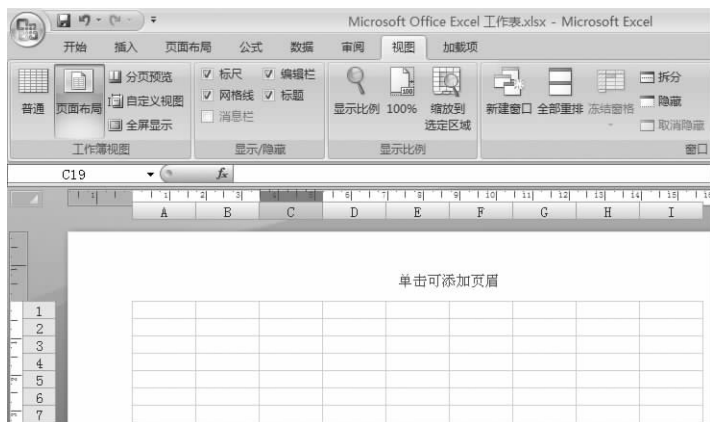 Microsoft Office Excel 工作表.xlsx - Microsoft Excel
开始 插入 页面布局 公式 数据 审阅 视图 加载项
普通 页面布局 分页预览 自定义视图 全屏显示
标尺 编辑栏 网格线 标题 消息栏
显示比例 100% 缩放到选定区域
新建窗口 全部重排 冻结窗格 拆分 隐藏 取消隐藏
工作簿视图 显示/隐藏 显示比例 窗口
C19 fx
A B C D E F G H I
单击可添加页眉
1
2
3
4
5
6
7